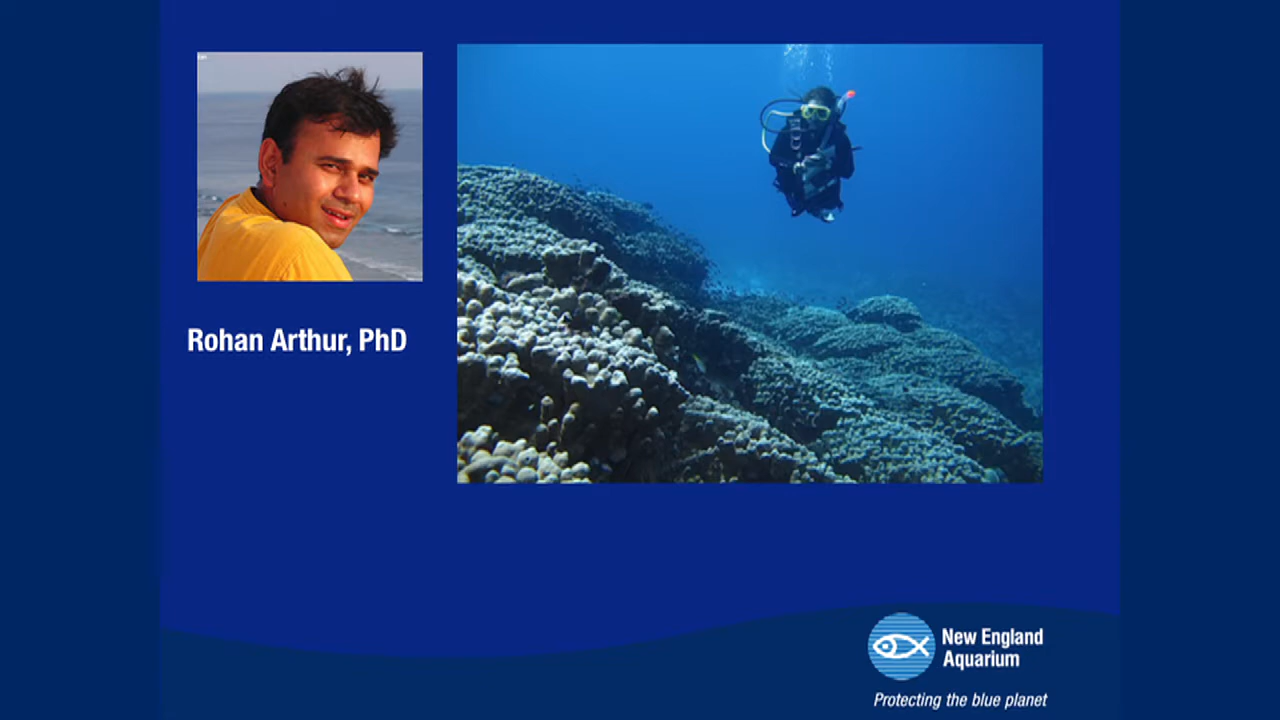 Rohan Arthur, PhD
New England
Aquarium
Protecting the blue planet